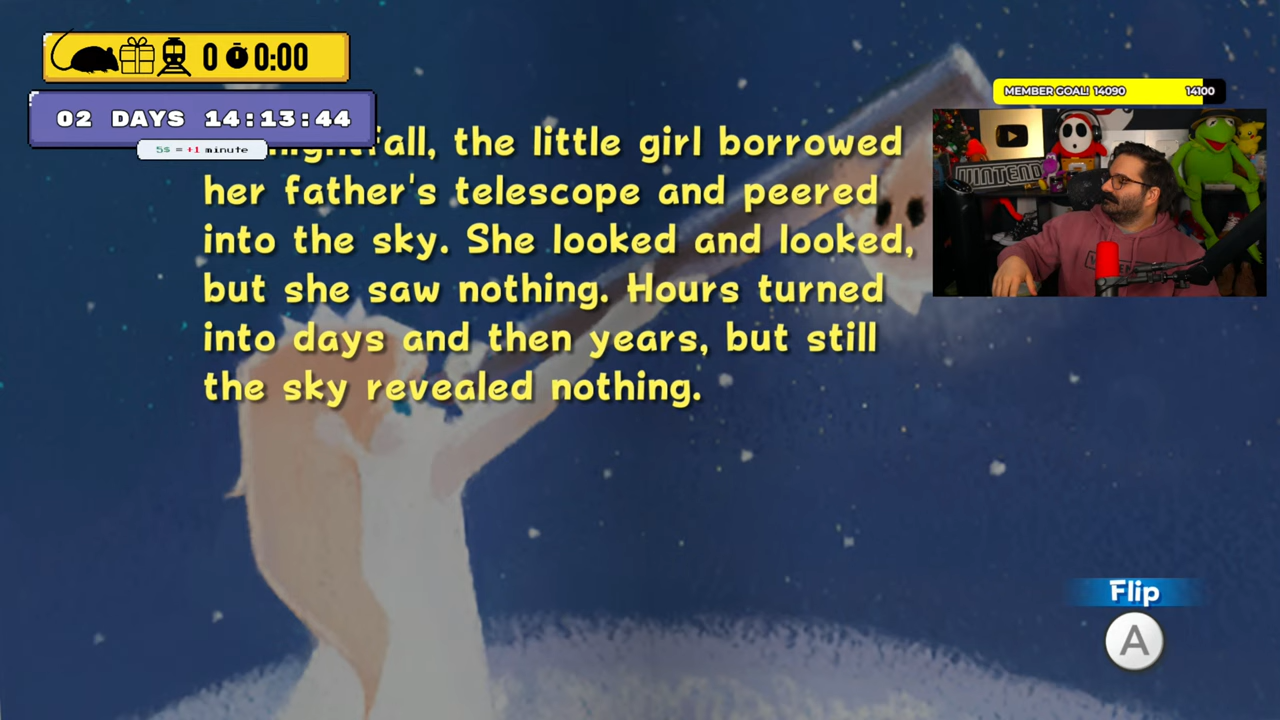 0 0:00
02 DAYS 14:13:44
5$ = +1 minute
MEMBER GOAL! 14090 14100
NINTENDO
fall, the little girl borrowed
her father's telescope and peered
into the sky. She looked and looked,
but she saw nothing. Hours turned
into days and then years, but still
the sky revealed nothing.
Flip
A